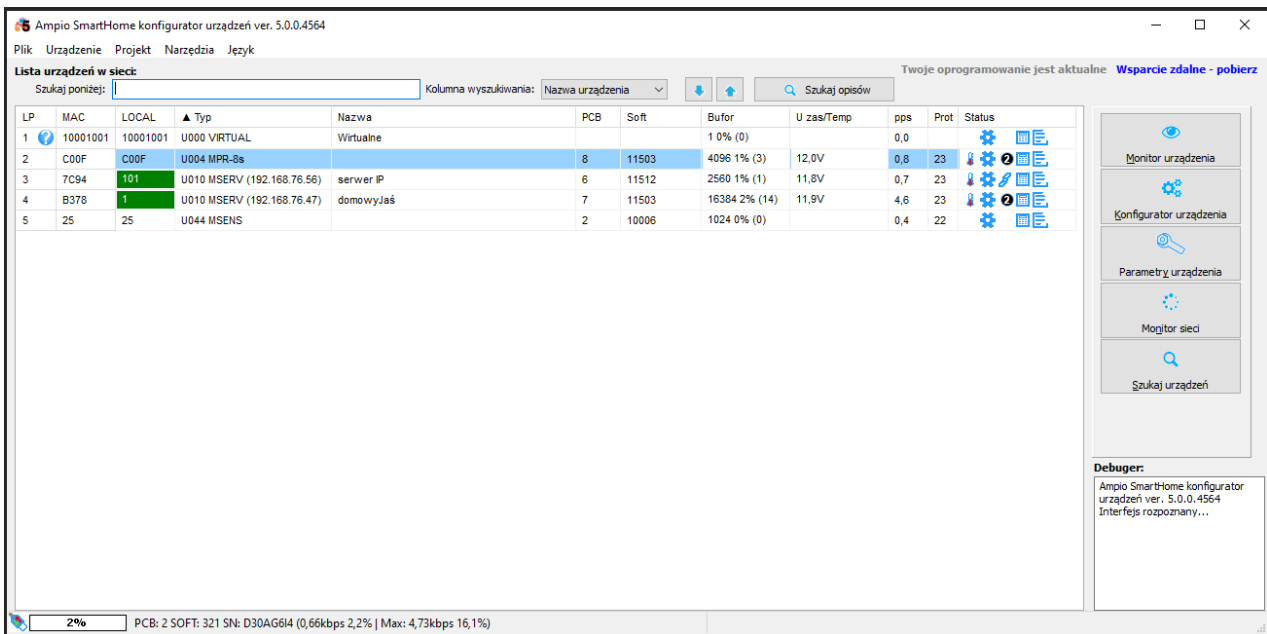 Ampio SmartHome konfigurator urządzeń ver. 5.0.0.4564
Plik Urządzenie Projekt Narzędzia Język
Lista urządzeń w sieci:
Twoje oprogramowanie jest aktualne Wsparcie zdalne - pobierz
Szukaj poniżej: Kolumna wyszukiwania: Nazwa urządzenia Szukaj opisów
LP MAC LOCAL ▲ Typ Nazwa PCB Soft Bufor U zas/Temp pps Prot Status
1 10001001 10001001 U000 VIRTUAL Wirtualne 1 0% (0) 0,0
2 C00F C00F U004 MPR-8s 8 11503 4096 1% (3) 12,0V 0,8 23 2
3 7C94 101 U010 MSERV (192.168.76.56) serwer IP 6 11512 2560 1% (1) 11,8V 0,7 23
4 B378 1 U010 MSERV (192.168.76.47) domowyJaś 7 11503 16384 2% (14) 11,9V 4,6 23 2
5 25 25 U044 MSENS 2 10006 1024 0% (0) 0,4 22
Monitor urządzenia
Konfigurator urządzenia
Parametry urządzenia
Monitor sieci
Szukaj urządzeń
Debuger:
Ampio SmartHome konfigurator
urządzeń ver. 5.0.0.4564
Interfejs rozpoznany...
2% PCB: 2 SOFT: 321 SN: D30AG6I4 (0,66kbps 2,2% | Max: 4,73kbps 16,1%)